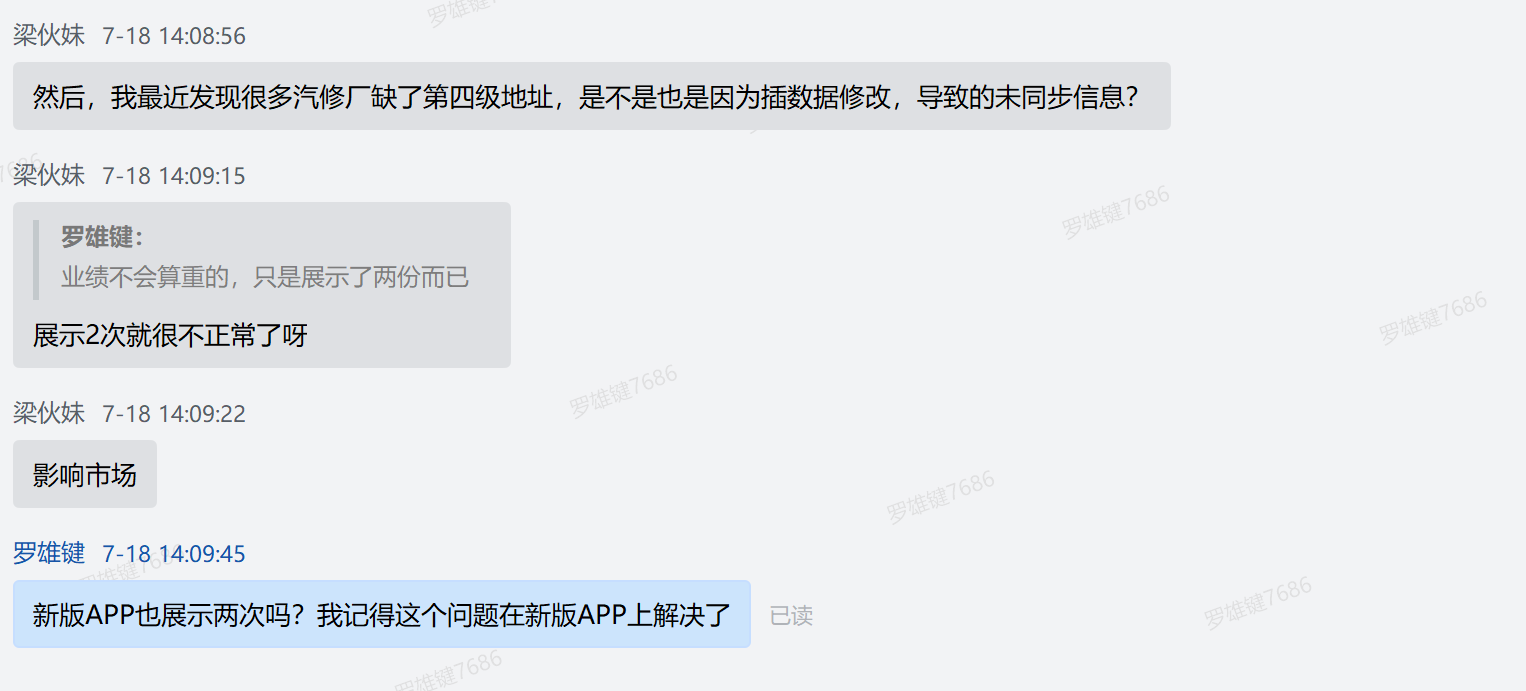 梁伙妹 7-18 14:08:56
然后，我最近发现很多汽修厂缺了第四级地址，是不是也是因为插数据修改，导致的未同步信息？
梁伙妹 7-18 14:09:15
罗雄键：
业绩不会算重的，只是展示了两份而已
展示2次就很不正常了呀
梁伙妹 7-18 14:09:22
影响市场
罗雄键 7-18 14:09:45
新版APP也展示两次吗？我记得这个问题在新版APP上解决了
已读
罗雄键7686
罗雄键7686
罗雄键7686
罗雄键7686
罗雄键7686
罗雄键7686